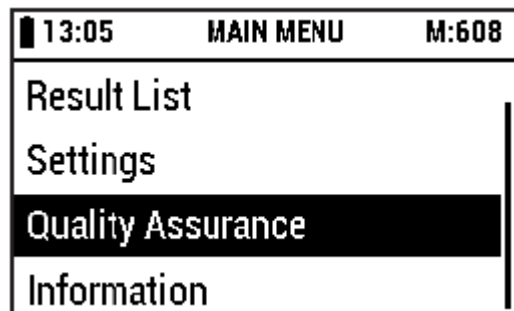 13:05 MAIN MENU M:608
Result List
Settings
Quality Assurance
Information